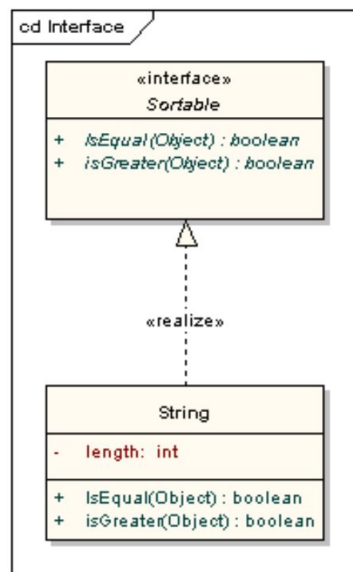 cd Interface
«interface»
Sortable
+ IsEqual(Object) : boolean
+ isGreater(Object) : boolean
«realize»
String
- length: int
+ IsEqual(Object) : boolean
+ isGreater(Object) : boolean